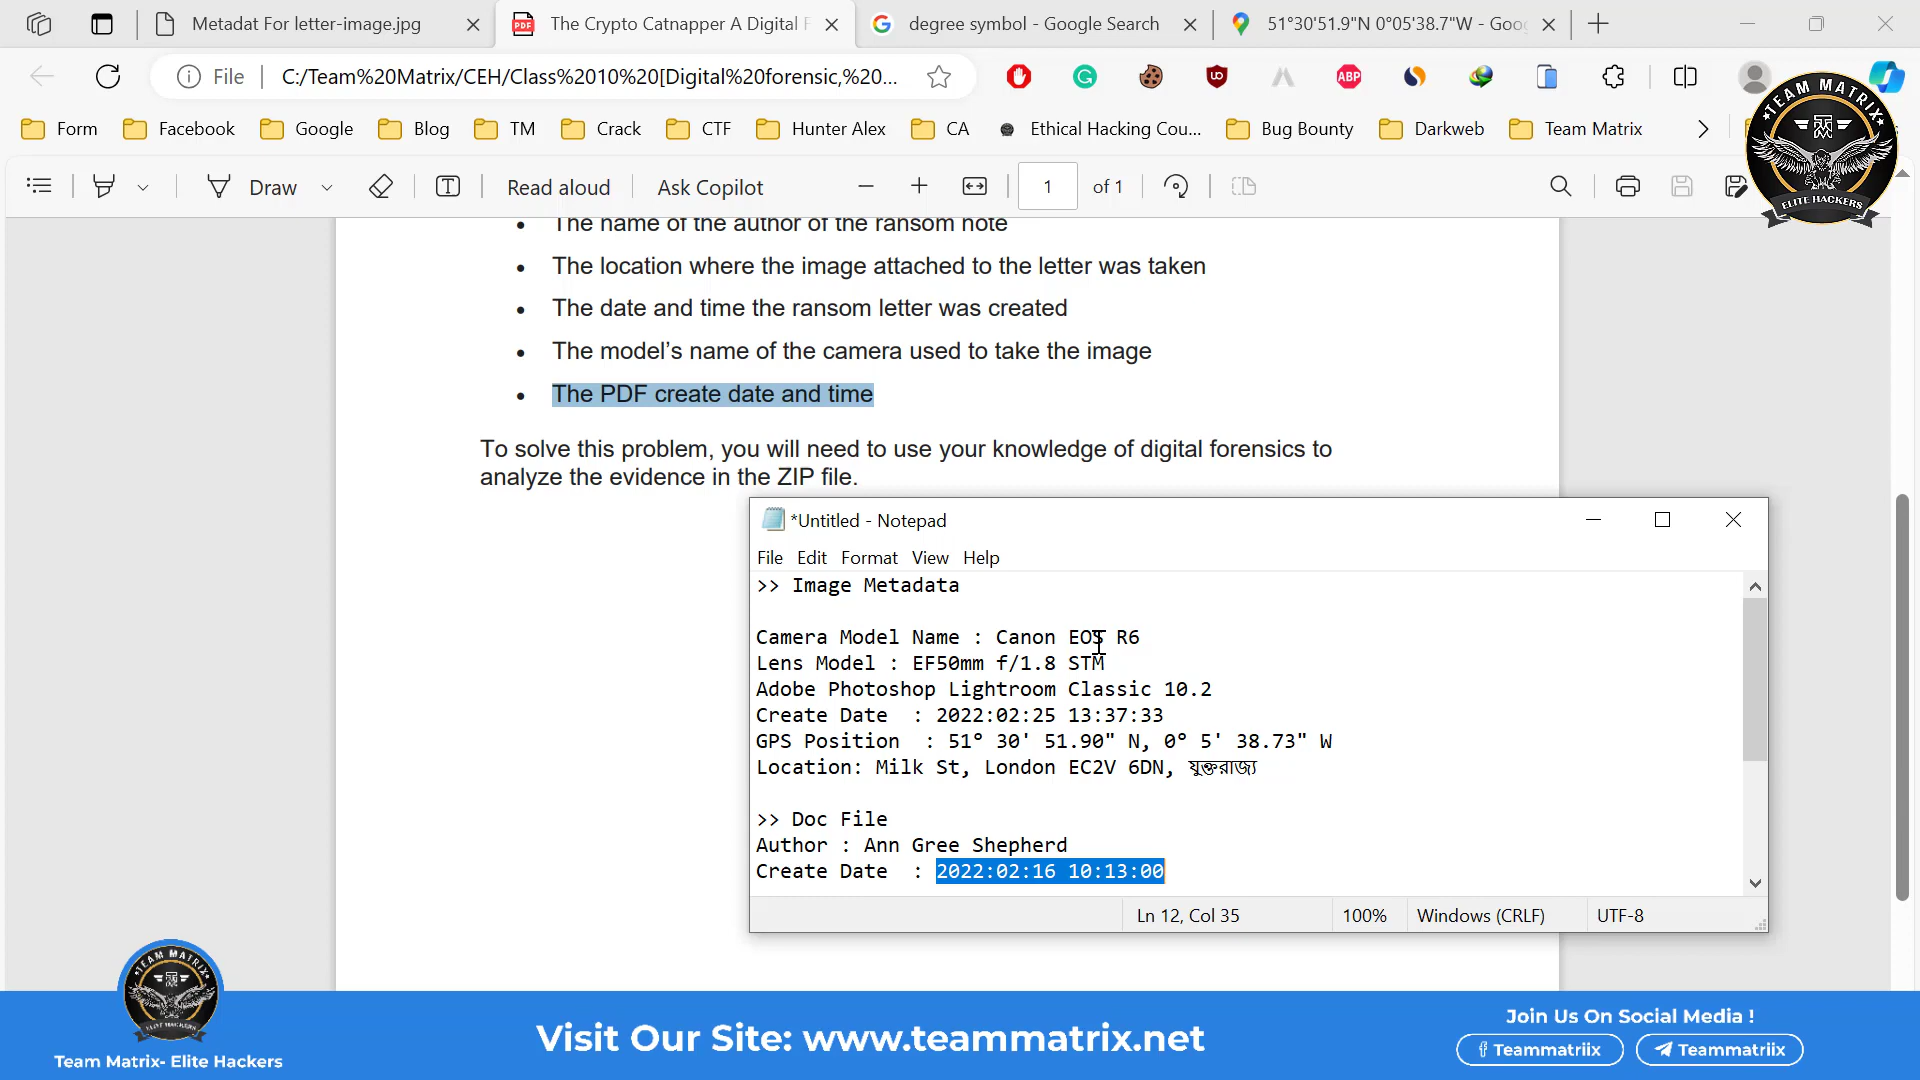 Metadat For letter-image.jpg
The Crypto Catnapper A Digital F
degree symbol - Google Search
51°30'51.9"N 0°05'38.7"W - Goo
File
C:/Team%20Matrix/CEH/Class%2010%20[Digital%20forensic,%20...
ABP
Form
Facebook
Google
Blog
TM
Crack
CTF
Hunter Alex
CA
Ethical Hacking Cou...
Bug Bounty
Darkweb
Team Matrix
TEAM MATRIX
ELITE HACKERS
Draw
Read aloud
Ask Copilot
1
of 1
The name of the author of the ransom note
The location where the image attached to the letter was taken
The date and time the ransom letter was created
The model’s name of the camera used to take the image
The PDF create date and time
To solve this problem, you will need to use your knowledge of digital forensics to
analyze the evidence in the ZIP file.
*Untitled - Notepad
File Edit Format View Help
>> Image Metadata
Camera Model Name : Canon EOS R6
Lens Model : EF50mm f/1.8 STM
Adobe Photoshop Lightroom Classic 10.2
Create Date  : 2022:02:25 13:37:33
GPS Position  : 51° 30' 51.90" N, 0° 5' 38.73" W
Location: Milk St, London EC2V 6DN, যুক্তরাজ্য
>> Doc File
Author : Ann Gree Shepherd
Create Date  : 2022:02:16 10:13:00
Ln 12, Col 35
100%
Windows (CRLF)
UTF-8
TEAM MATRIX
ELITE HACKERS
Team Matrix- Elite Hackers
Visit Our Site: www.teammatrix.net
Join Us On Social Media !
Teammatriix
Teammatriix